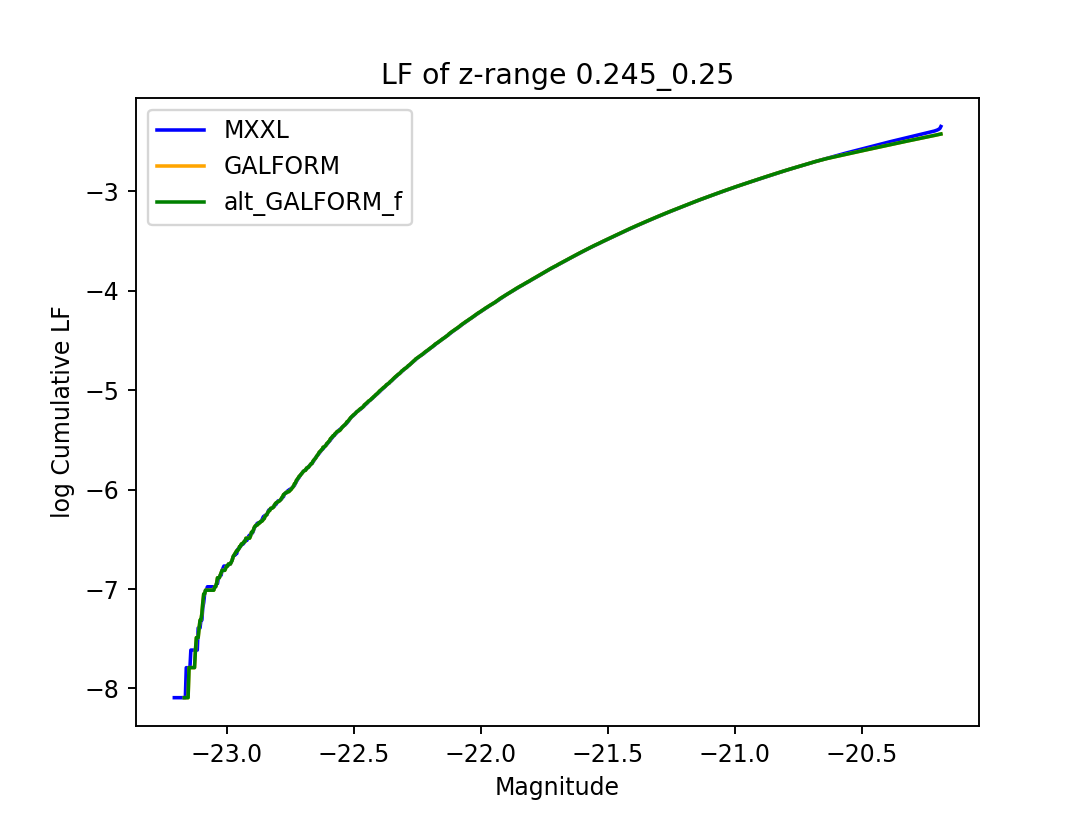 LF of z-range 0.245_0.25
MXXL
GALFORM
alt_GALFORM_f
log Cumulative LF
−3
−4
−5
−6
−7
−8
−23.0 −22.5 −22.0 −21.5 −21.0 −20.5
Magnitude